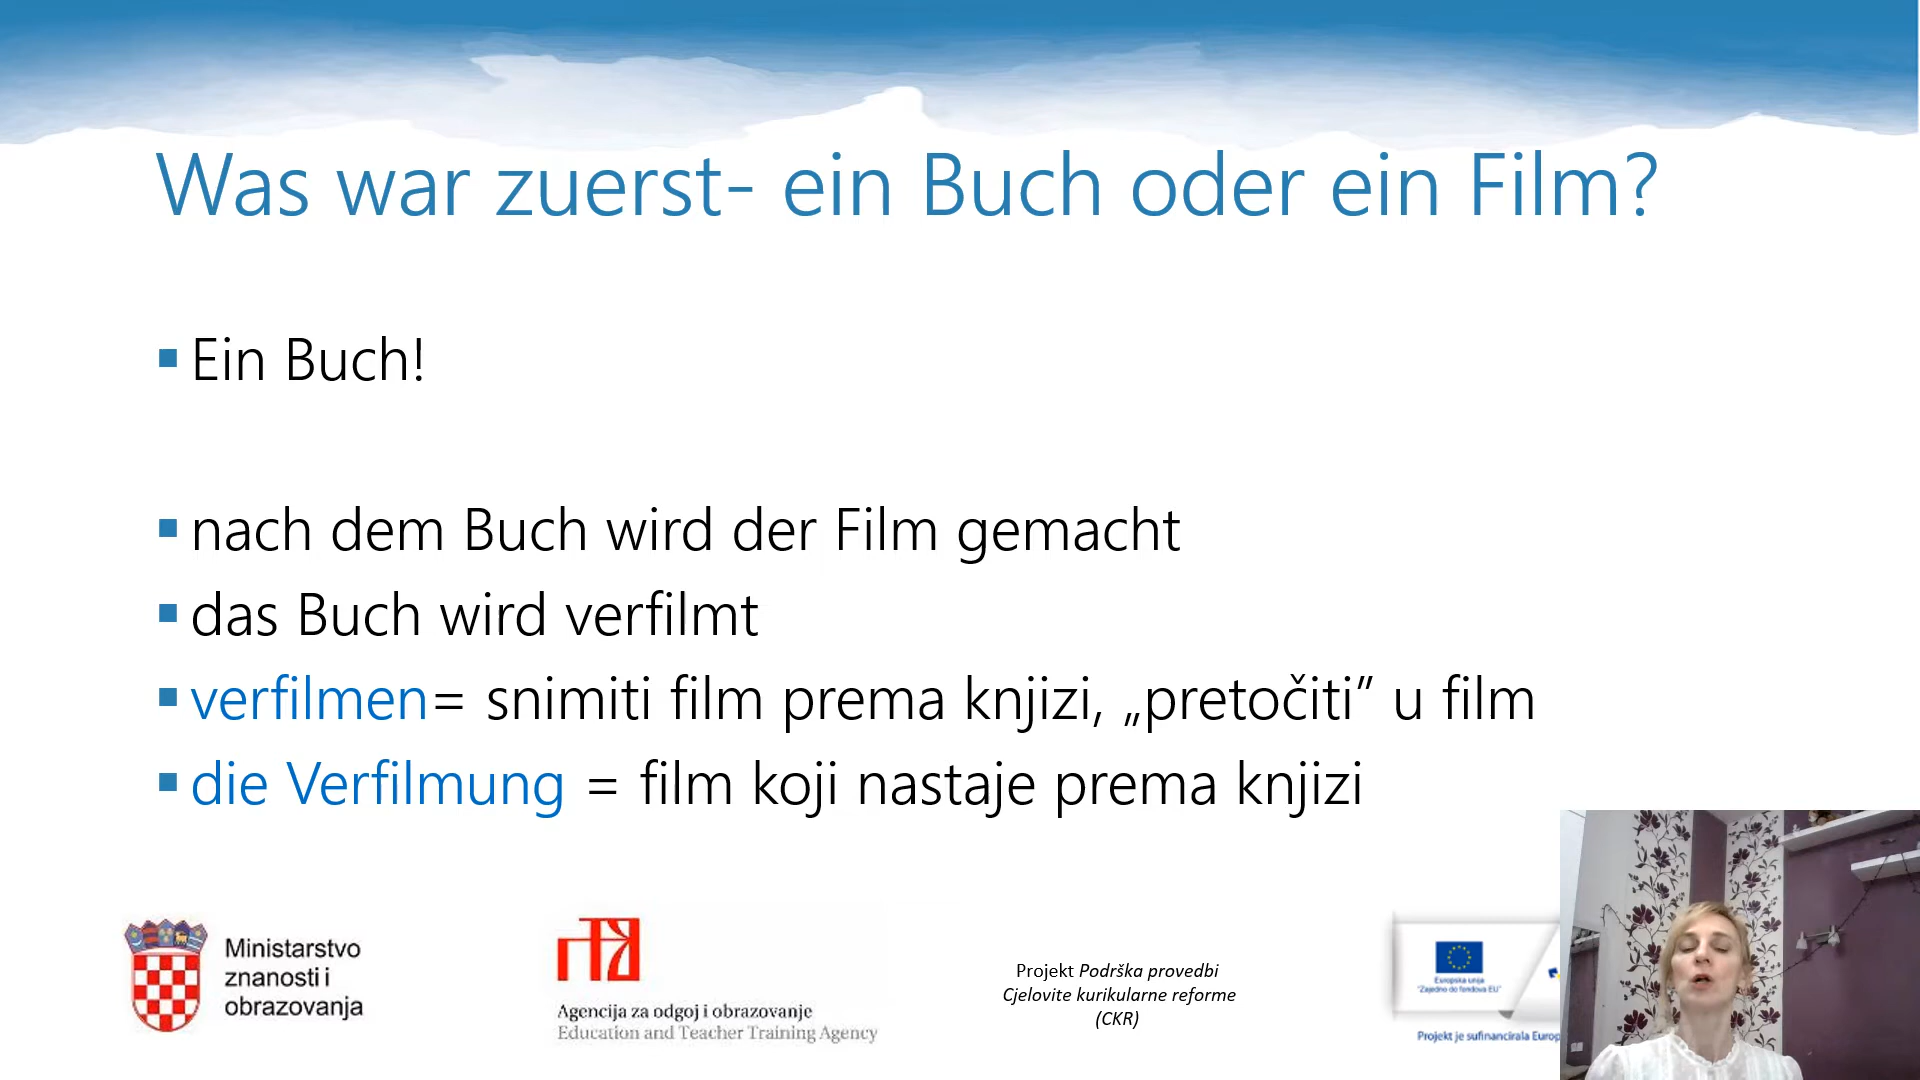 Was war zuerst- ein Buch oder ein Film?
Ein Buch!
nach dem Buch wird der Film gemacht
das Buch wird verfilmt
verfilmen= snimiti film prema knjizi, „pretočiti” u film
die Verfilmung = film koji nastaje prema knjizi
Ministarstvo
znanosti i
obrazovanja
Agencija za odgoj i obrazovanje
Education and Teacher Training Agency
Projekt Podrška provedbi
Cjelovite kurikularne reforme
(CKR)
Europska unija
"Zajedno do fondova EU"
Projekt je sufinancirala Europ